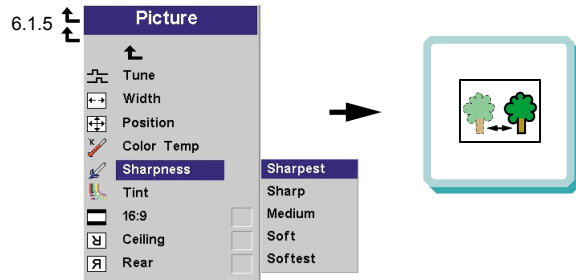 6.1.5
Picture
Tune
Width
Position
Color Temp
Sharpness
Tint
16:9
Ceiling
Rear
Sharpest
Sharp
Medium
Soft
Softest